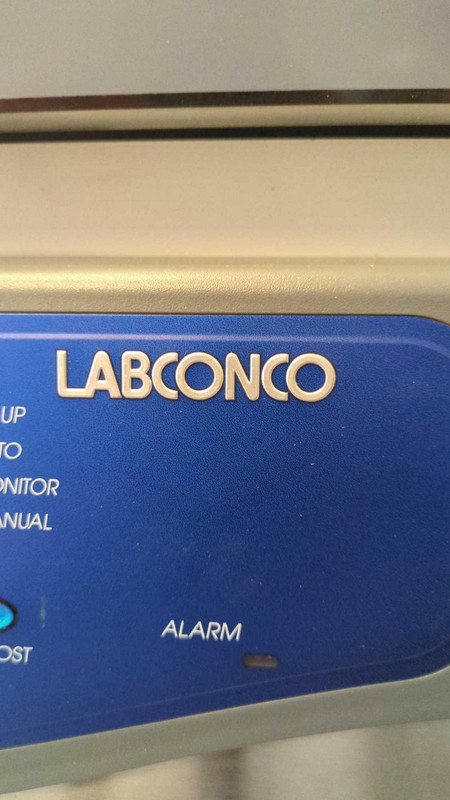 LABCONCO
UP
TO
ONITOR
ANUAL
ALARM
OST